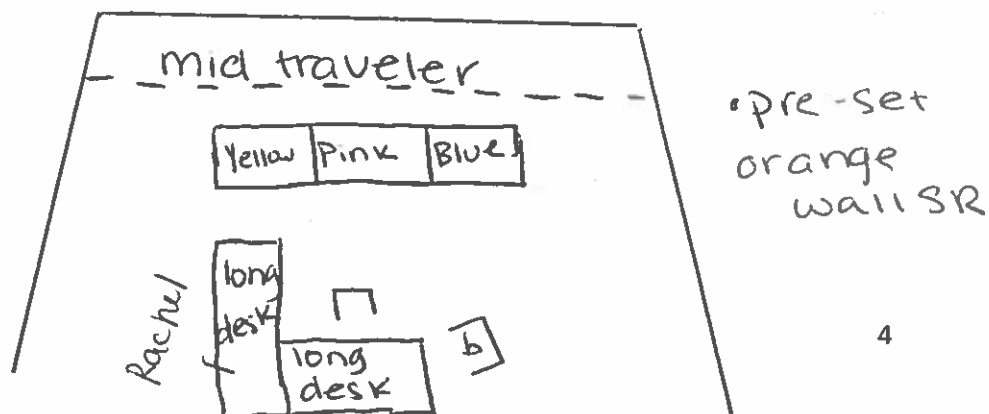 mid traveler
Yellow Pink Blue
• pre-set
orange
wall SR
long
desk
Rachel
long
desk
b
4